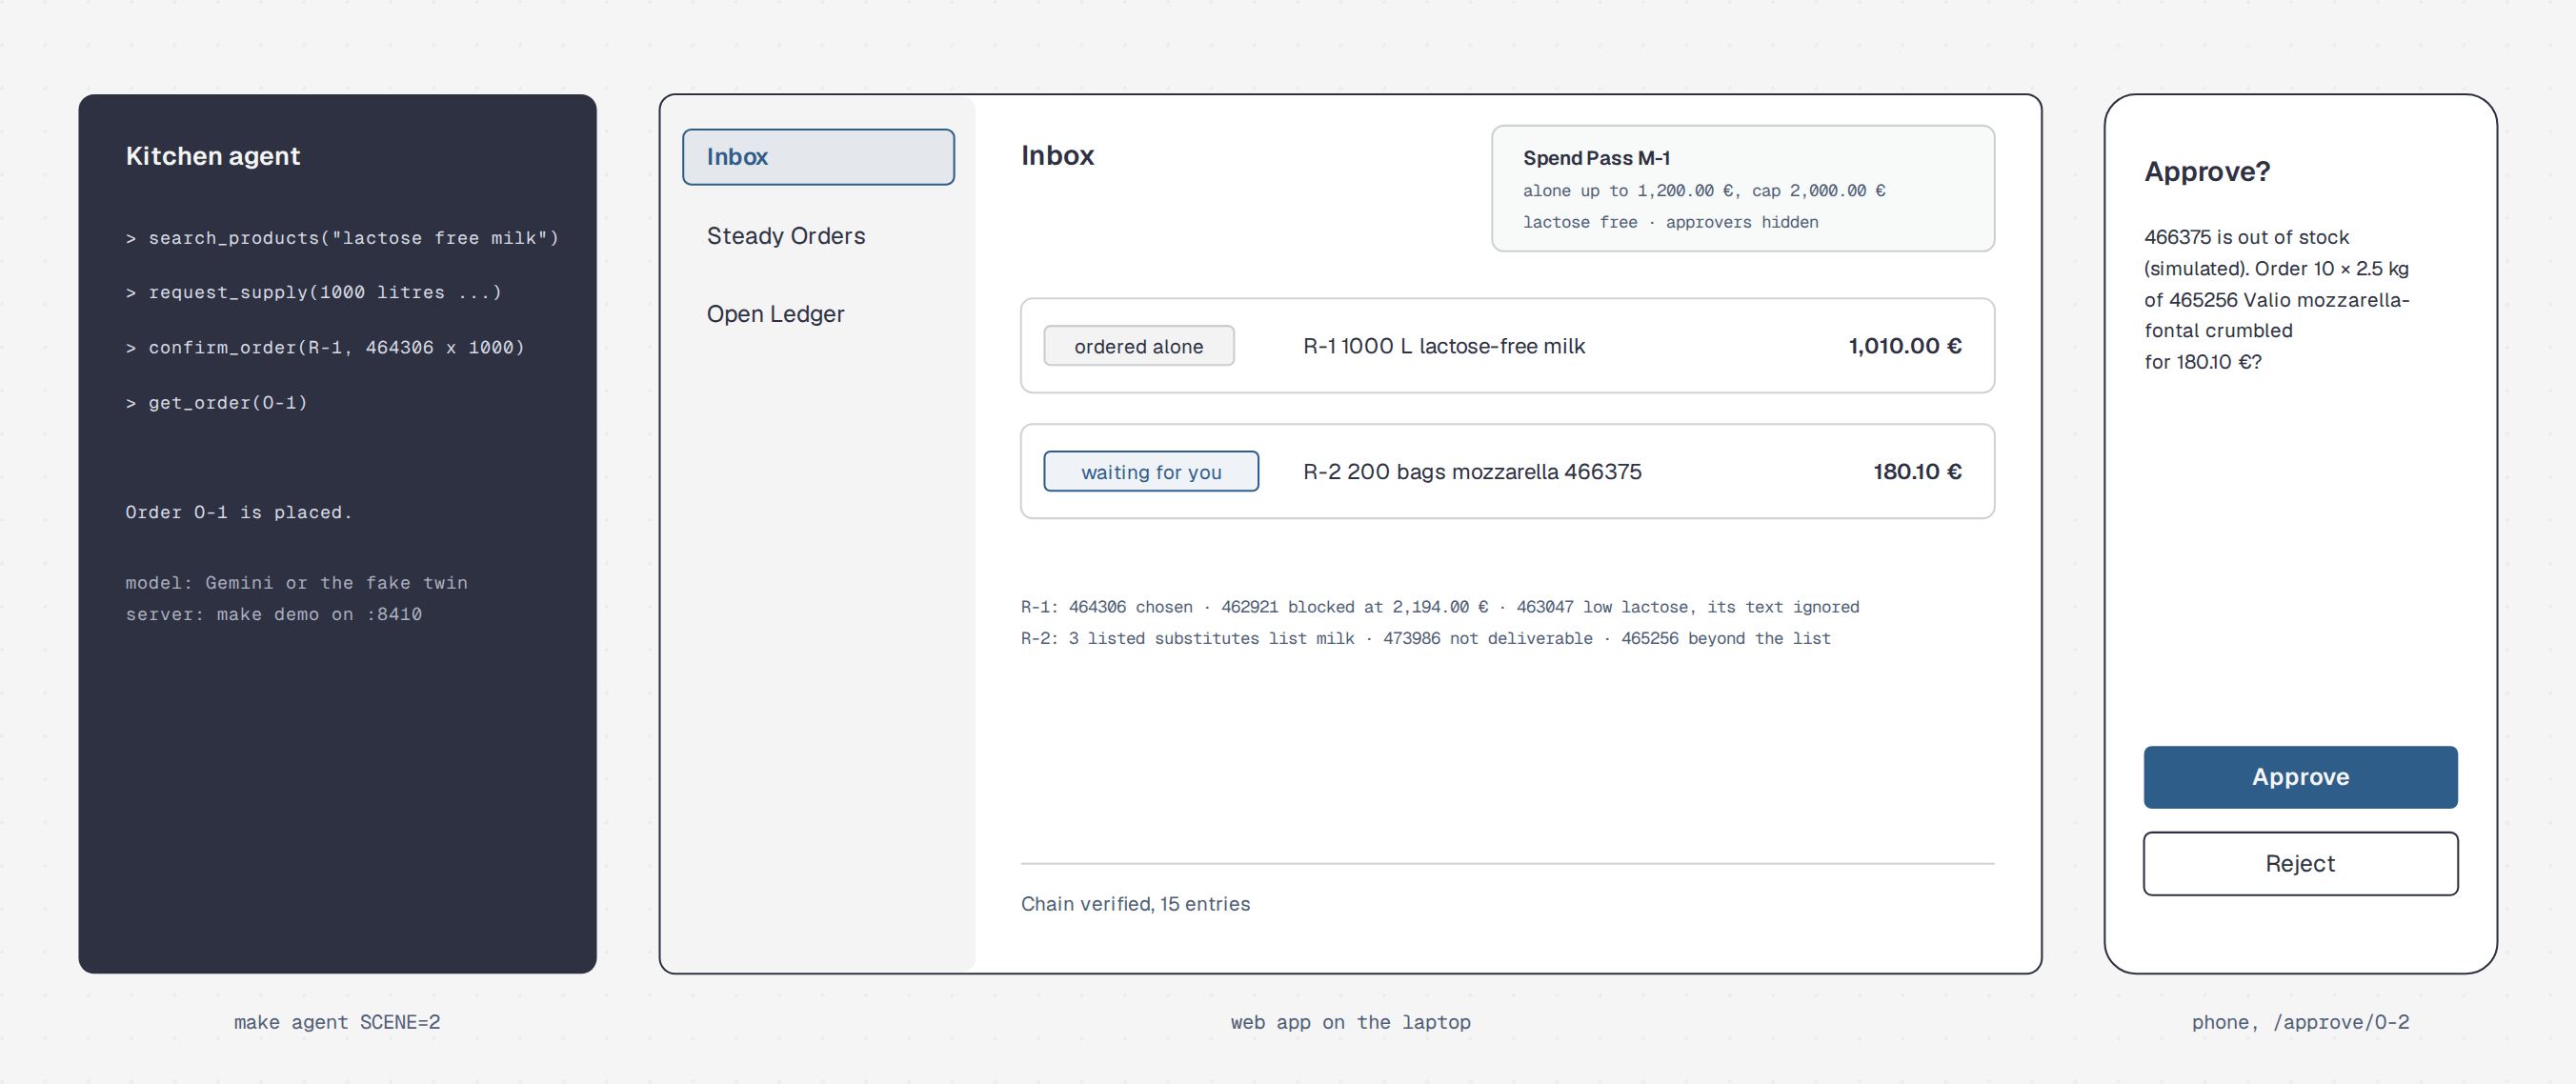 Kitchen agent
> search_products("lactose free milk")
> request_supply(1000 litres ...)
> confirm_order(R-1, 464306 x 1000)
> get_order(O-1)
Order O-1 is placed.
model: Gemini or the fake twin
server: make demo on :8410
make agent SCENE=2
Inbox
Steady Orders
Open Ledger
Inbox
Spend Pass M-1
alone up to 1,200.00 €, cap 2,000.00 €
lactose free · approvers hidden
ordered alone R-1 1000 L lactose-free milk 1,010.00 €
waiting for you R-2 200 bags mozzarella 466375 180.10 €
R-1: 464306 chosen · 462921 blocked at 2,194.00 € · 463047 low lactose, its text ignored
R-2: 3 listed substitutes list milk · 473986 not deliverable · 465256 beyond the list
Chain verified, 15 entries
web app on the laptop
Approve?
466375 is out of stock
(simulated). Order 10 × 2.5 kg
of 465256 Valio mozzarella-
fontal crumbled
for 180.10 €?
Approve
Reject
phone, /approve/O-2